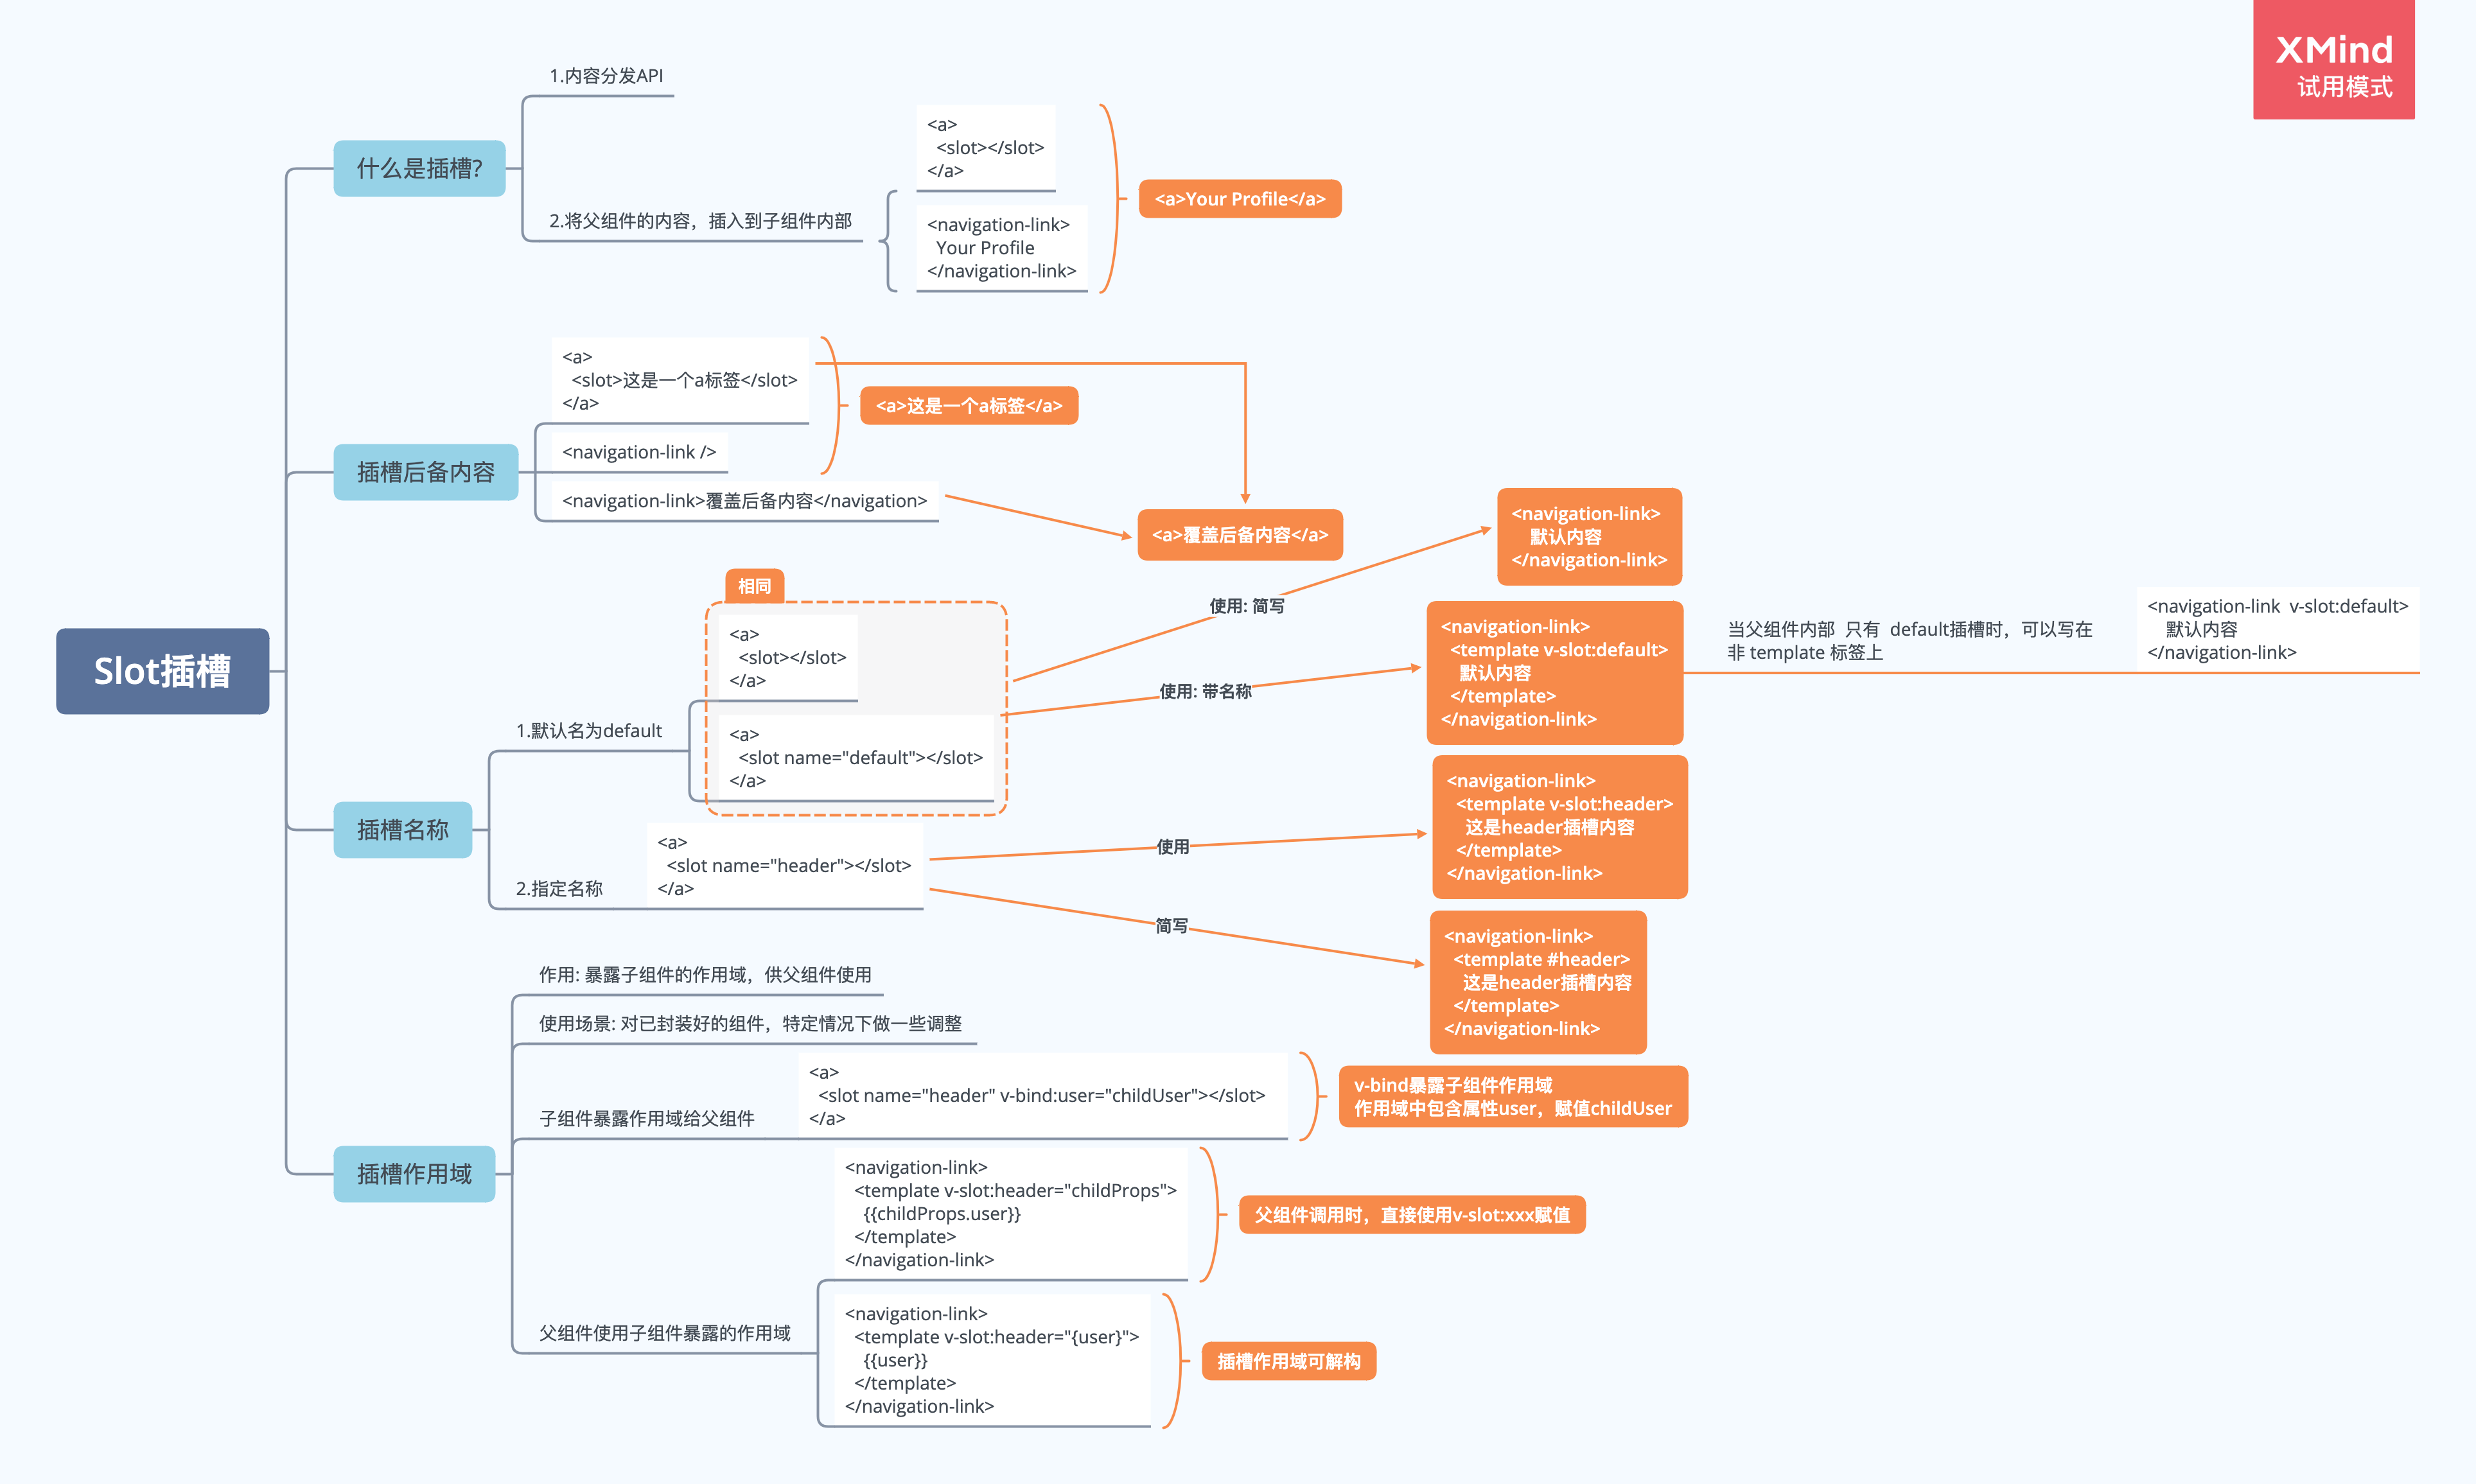 XMind
试用模式
Slot插槽
什么是插槽?
1.内容分发API
2.将父组件的内容，插入到子组件内部
<a>
  <slot></slot>
</a>
<navigation-link>
  Your Profile
</navigation-link>
<a>Your Profile</a>
插槽后备内容
<a>
  <slot>这是一个a标签</slot>
</a>
<navigation-link />
<a>这是一个a标签</a>
<navigation-link>覆盖后备内容</navigation>
<a>覆盖后备内容</a>
插槽名称
1.默认名为default
相同
<a>
  <slot></slot>
</a>
<a>
  <slot name="default"></slot>
</a>
使用: 简写
<navigation-link>
    默认内容
</navigation-link>
使用: 带名称
<navigation-link>
  <template v-slot:default>
    默认内容
  </template>
</navigation-link>
当父组件内部  只有  default插槽时，可以写在
非 template 标签上
<navigation-link  v-slot:default>
    默认内容
</navigation-link>
2.指定名称
<a>
  <slot name="header"></slot>
</a>
使用
<navigation-link>
  <template v-slot:header>
    这是header插槽内容
  </template>
</navigation-link>
简写
<navigation-link>
  <template #header>
    这是header插槽内容
  </template>
</navigation-link>
插槽作用域
作用: 暴露子组件的作用域，供父组件使用
使用场景: 对已封装好的组件，特定情况下做一些调整
子组件暴露作用域给父组件
<a>
  <slot name="header" v-bind:user="childUser"></slot>
</a>
v-bind暴露子组件作用域
作用域中包含属性user，赋值childUser
父组件使用子组件暴露的作用域
<navigation-link>
  <template v-slot:header="childProps">
    {{childProps.user}}
  </template>
</navigation-link>
父组件调用时，直接使用v-slot:xxx赋值
<navigation-link>
  <template v-slot:header="{user}">
    {{user}}
  </template>
</navigation-link>
插槽作用域可解构